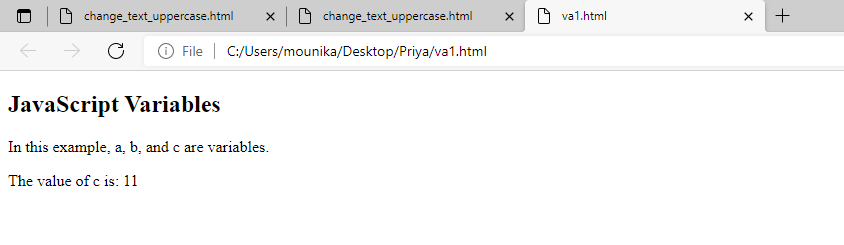 change_text_uppercase.html
change_text_uppercase.html
va1.html
File
C:/Users/mounika/Desktop/Priya/va1.html
JavaScript Variables
In this example, a, b, and c are variables.
The value of c is: 11